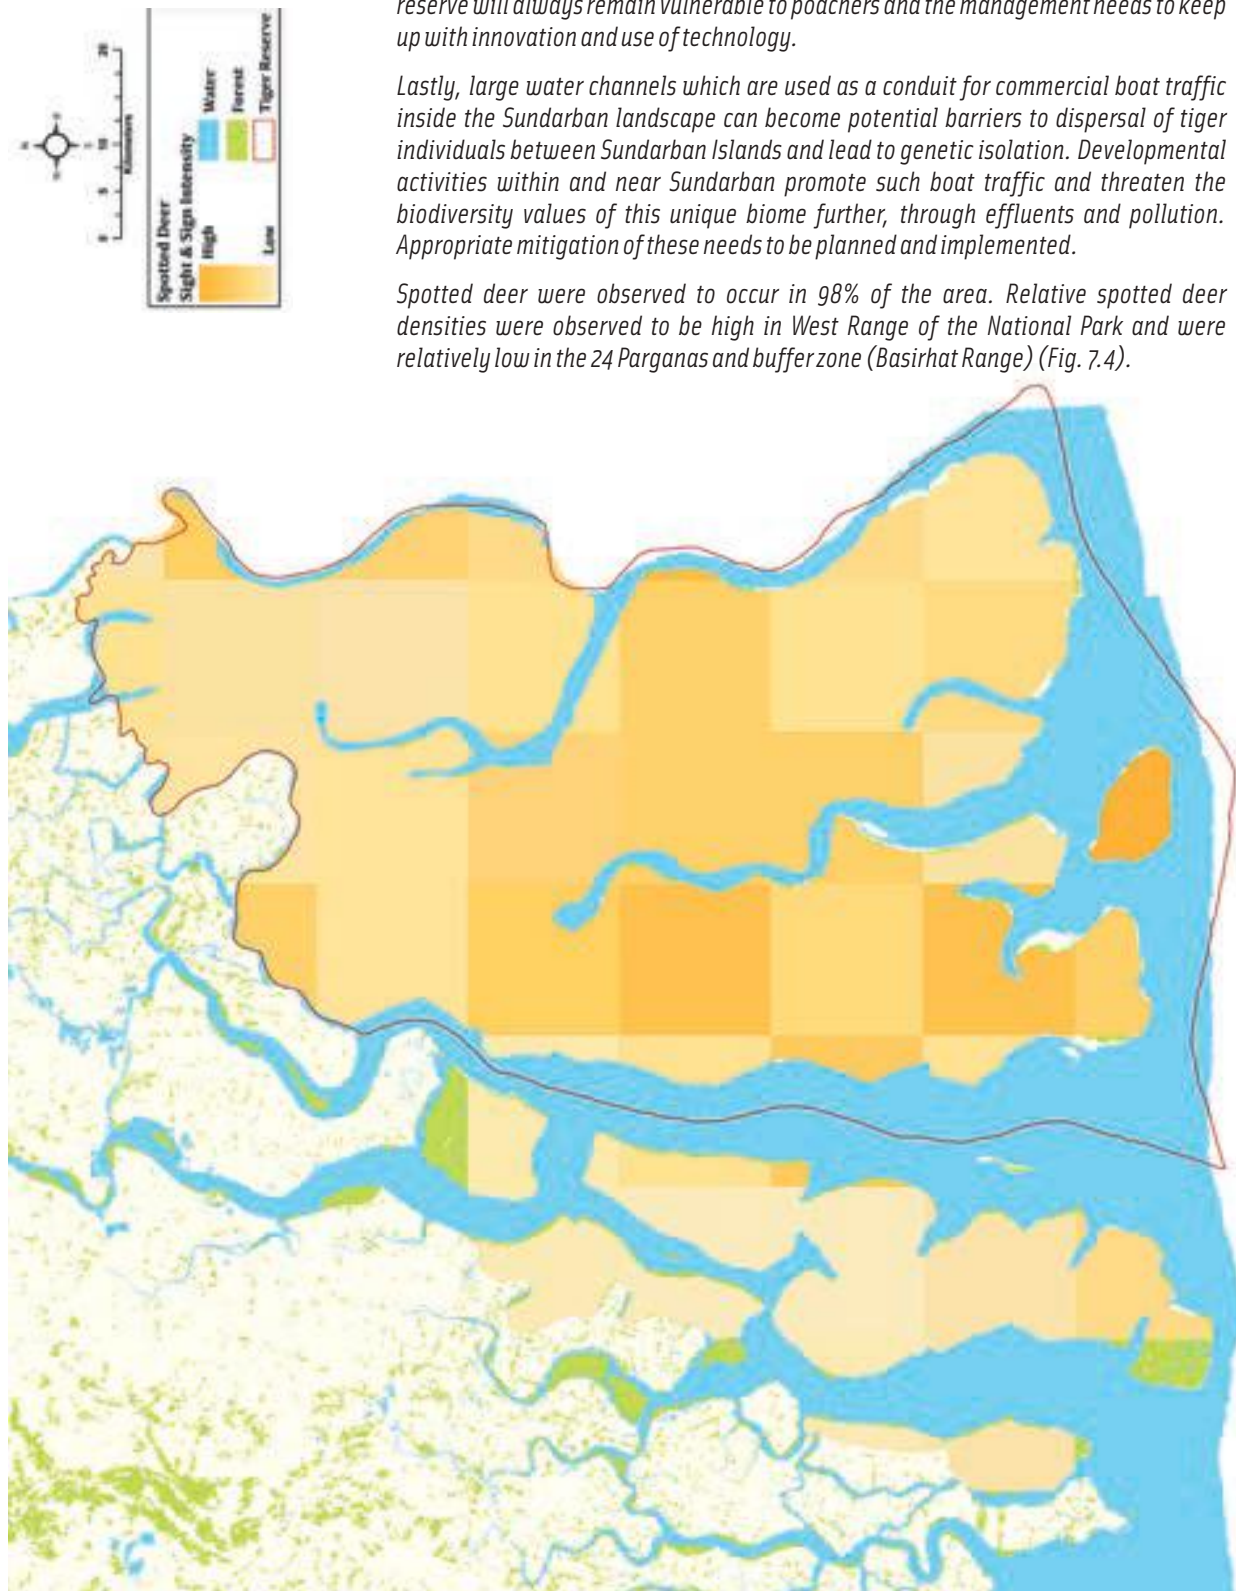 reserve will always remain vulnerable to poachers and the management needs to keep
up with innovation and use of technology.
Lastly, large water channels which are used as a conduit for commercial boat traffic
inside the Sundarban landscape can become potential barriers to dispersal of tiger
individuals between Sundarban Islands and lead to genetic isolation. Developmental
activities within and near Sundarban promote such boat traffic and threaten the
biodiversity values of this unique biome further, through effluents and pollution.
Appropriate mitigation of these needs to be planned and implemented.
Spotted deer were observed to occur in 98% of the area. Relative spotted deer
densities were observed to be high in West Range of the National Park and were
relatively low in the 24 Parganas and buffer zone (Basirhat Range) (Fig. 7.4).
0 5 10 20
Kilometers
Spotted Deer
Sight & Sign Intensity
High
Low
Water
Forest
Tiger Reserve